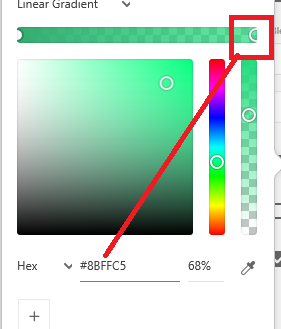 Linear Gradient
Hex #8BFFC5 68%
+